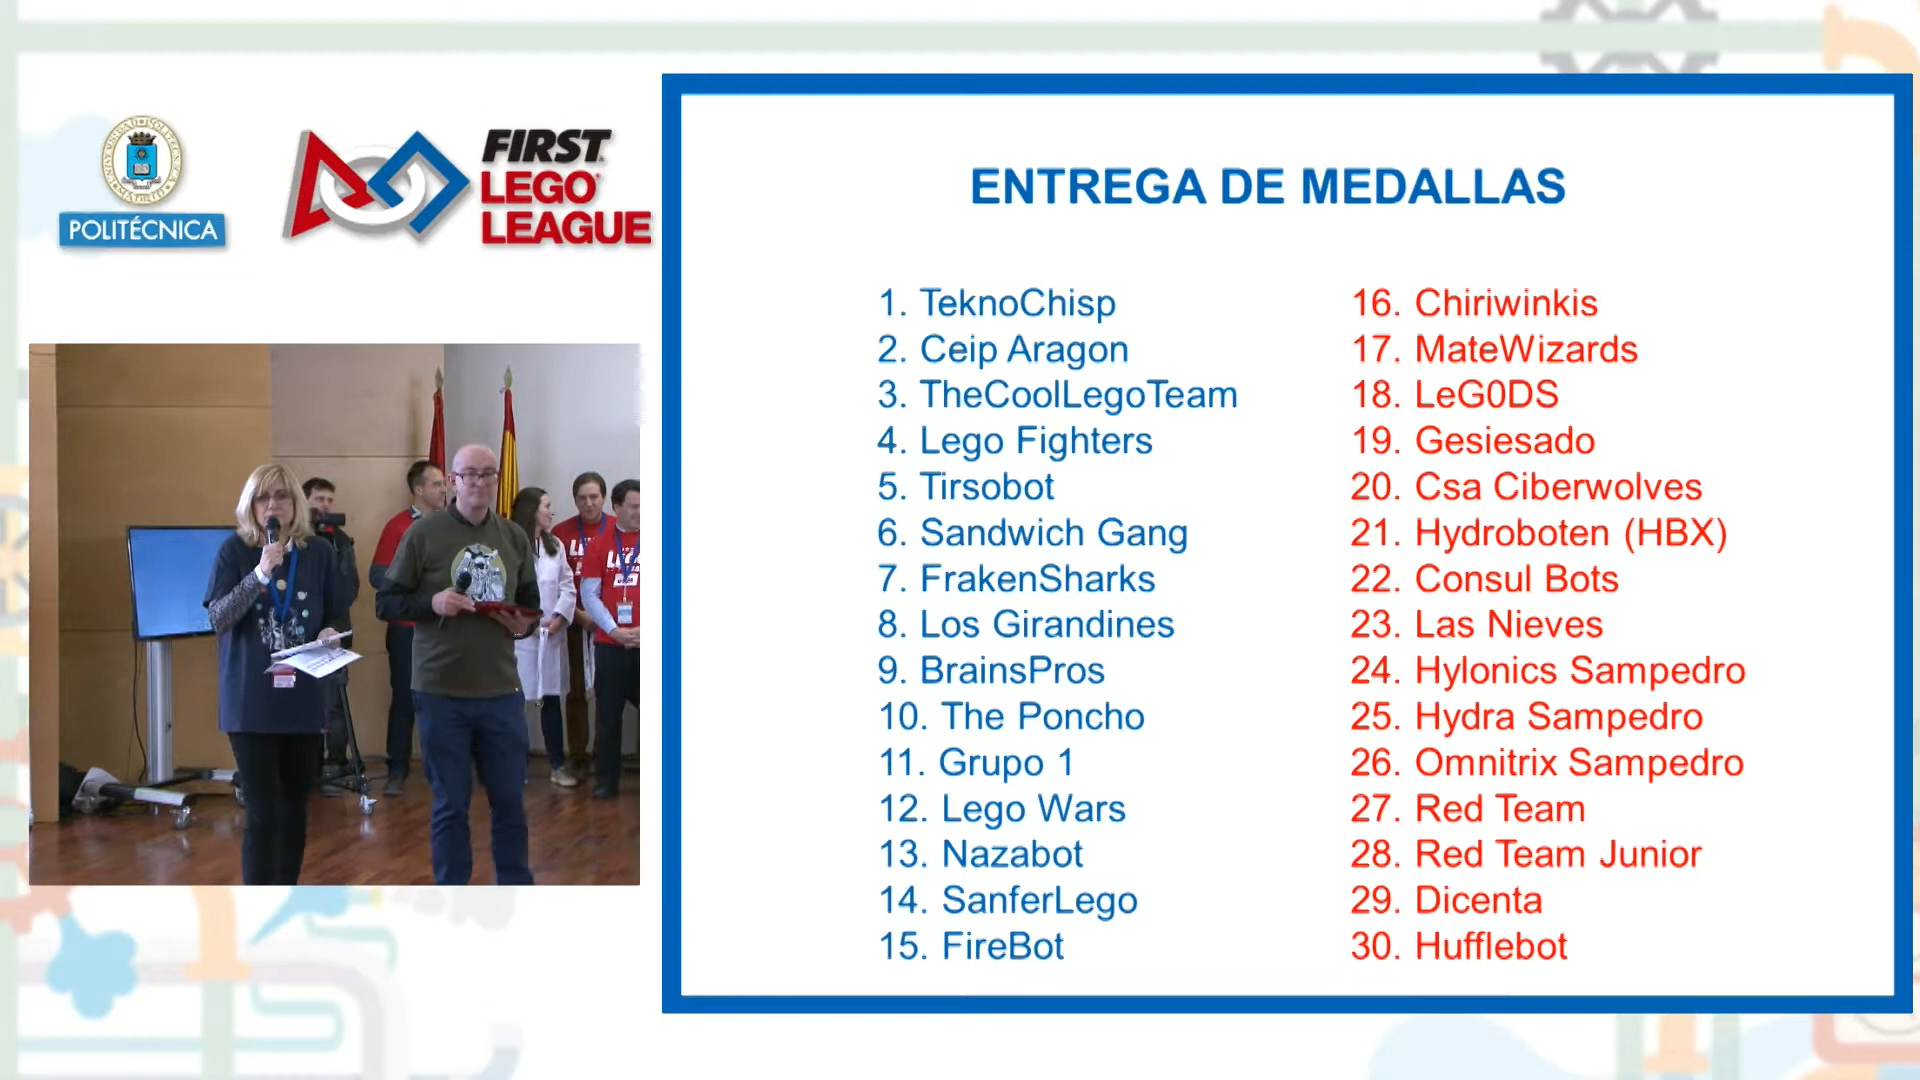 POLITÉCNICA
FIRST
LEGO
LEAGUE
ENTREGA DE MEDALLAS
1. TeknoChisp
2. Ceip Aragon
3. TheCoolLegoTeam
4. Lego Fighters
5. Tirsobot
6. Sandwich Gang
7. FrakenSharks
8. Los Girandines
9. BrainsPros
10. The Poncho
11. Grupo 1
12. Lego Wars
13. Nazabot
14. SanferLego
15. FireBot
16. Chiriwinkis
17. MateWizards
18. LeG0DS
19. Gesiesado
20. Csa Ciberwolves
21. Hydroboten (HBX)
22. Consul Bots
23. Las Nieves
24. Hylonics Sampedro
25. Hydra Sampedro
26. Omnitrix Sampedro
27. Red Team
28. Red Team Junior
29. Dicenta
30. Hufflebot